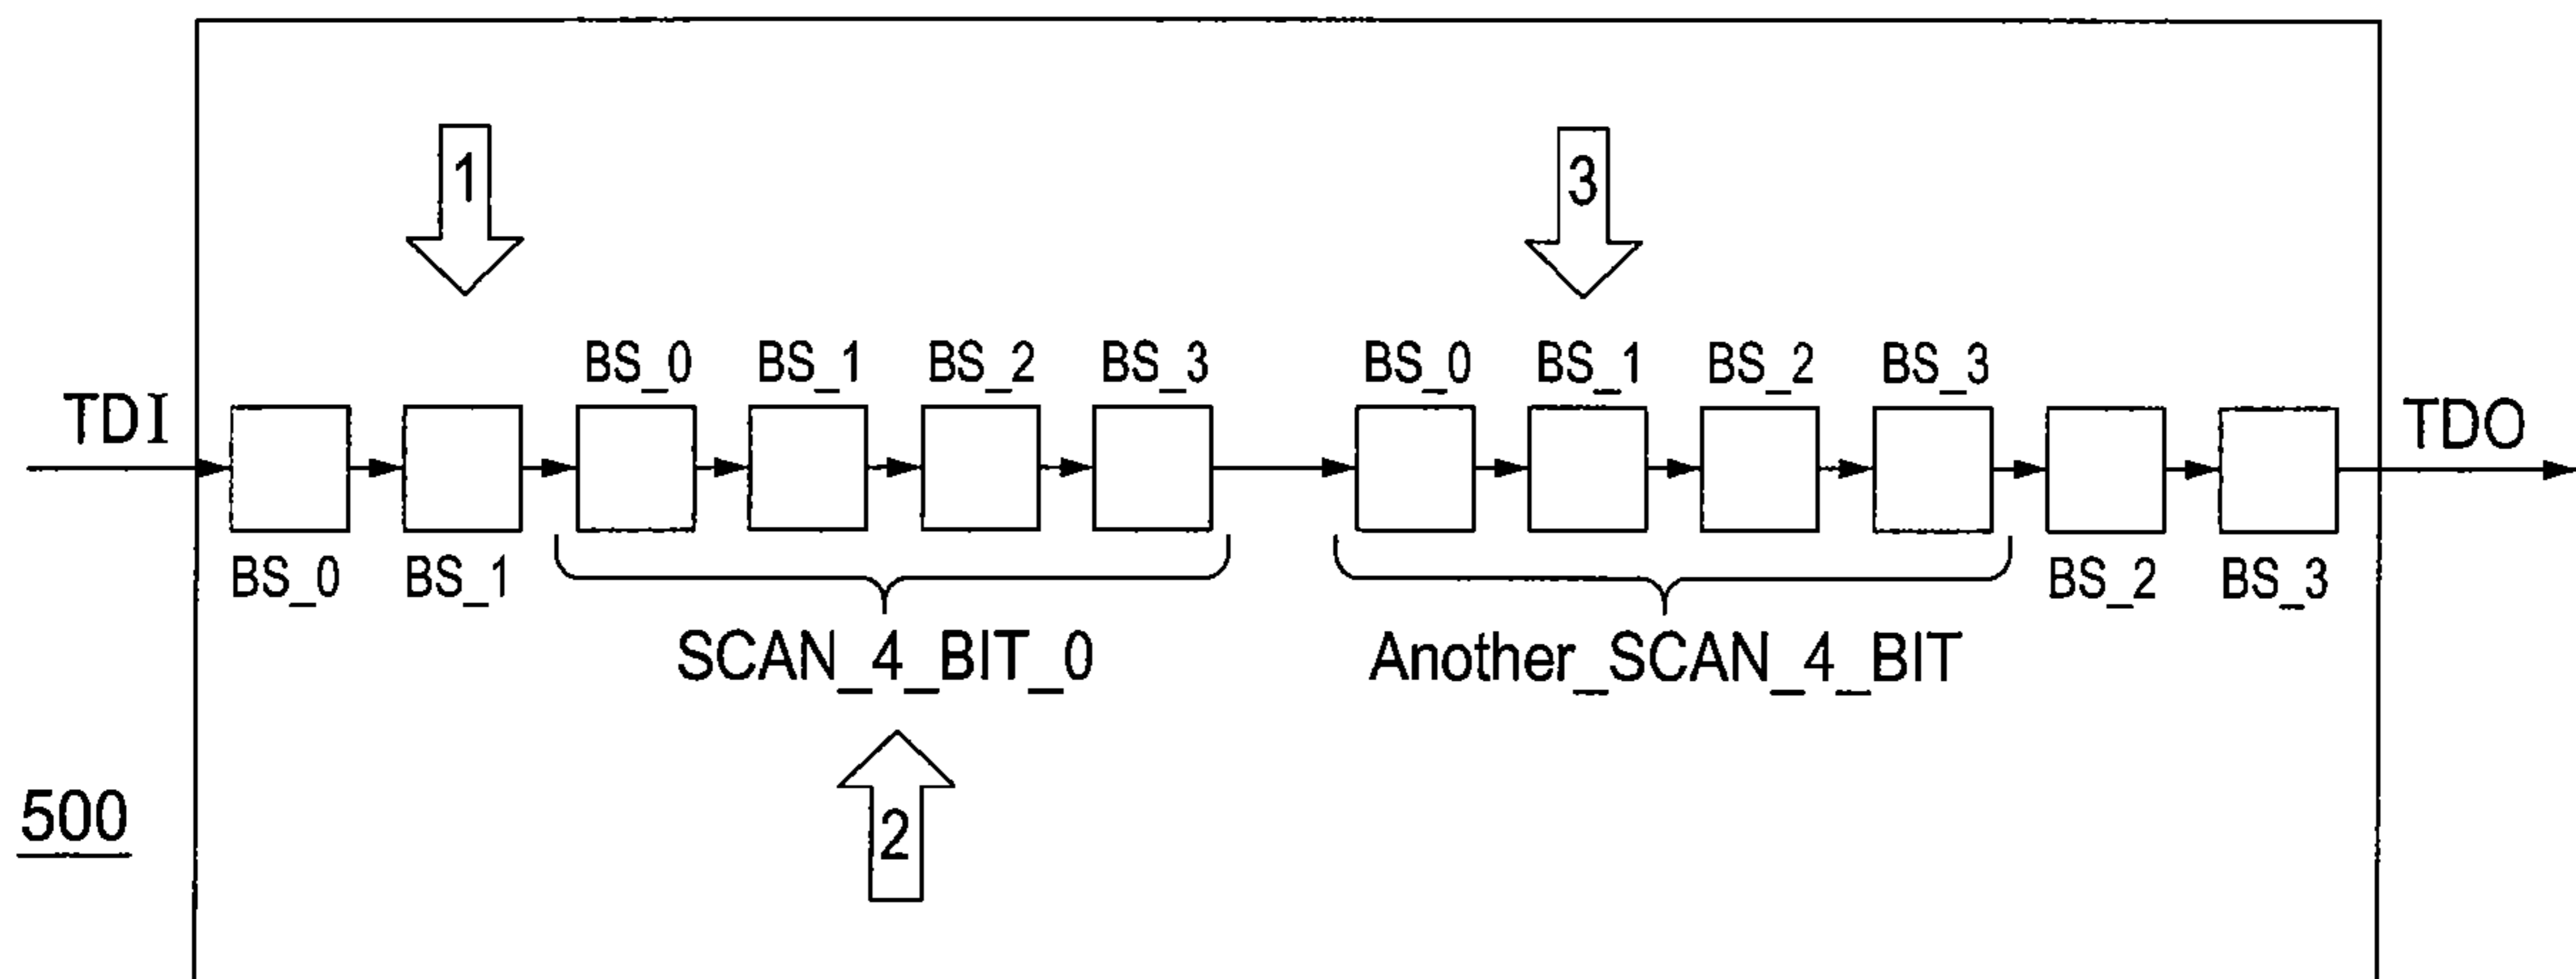 1
3
BS_0 BS_1 BS_2 BS_3 BS_0 BS_1 BS_2 BS_3
TDI TDO
BS_0 BS_1 BS_2 BS_3
SCAN_4_BIT_0 Another_SCAN_4_BIT
500
2